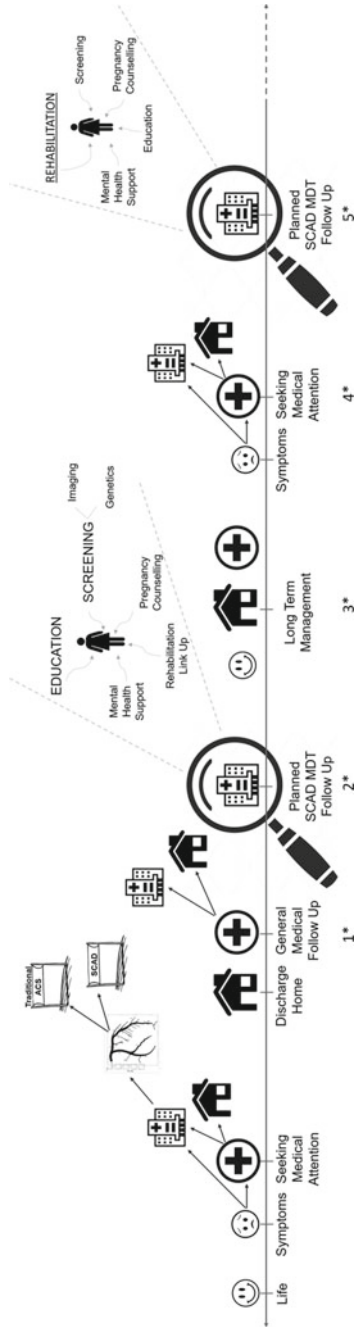 Traditional
ACS
SCAD
EDUCATION
SCREENING
Imaging
Genetics
Mental
Health
Support
Pregnancy
Counselling
Rehabilitation
Link Up
REHABILITATION
Screening
Pregnancy
Counselling
Mental
Health
Support
Education
Life
Symptoms
Seeking
Medical
Attention
Discharge
Home
General
Medical
Follow Up
Planned
SCAD MDT
Follow Up
Long Term
Management
Symptoms
Seeking
Medical
Attention
Planned
SCAD MDT
Follow Up
1*
2*
3*
4*
5*